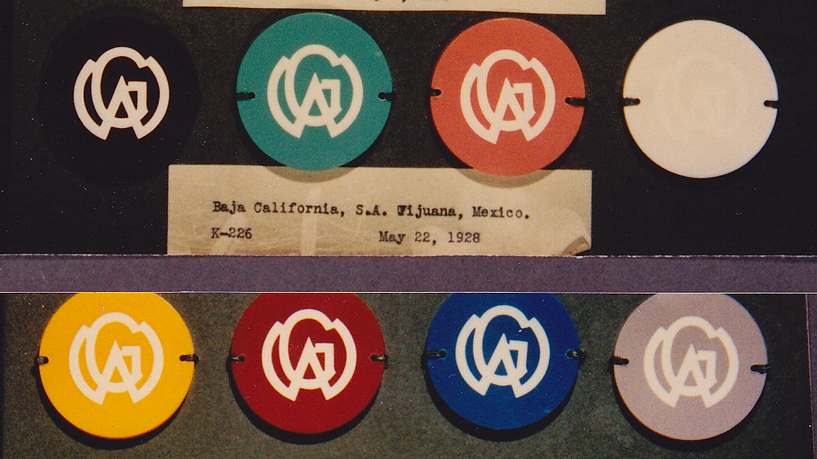 Baja California, S.A. Tijuana, Mexico.
K-226 May 22, 1928